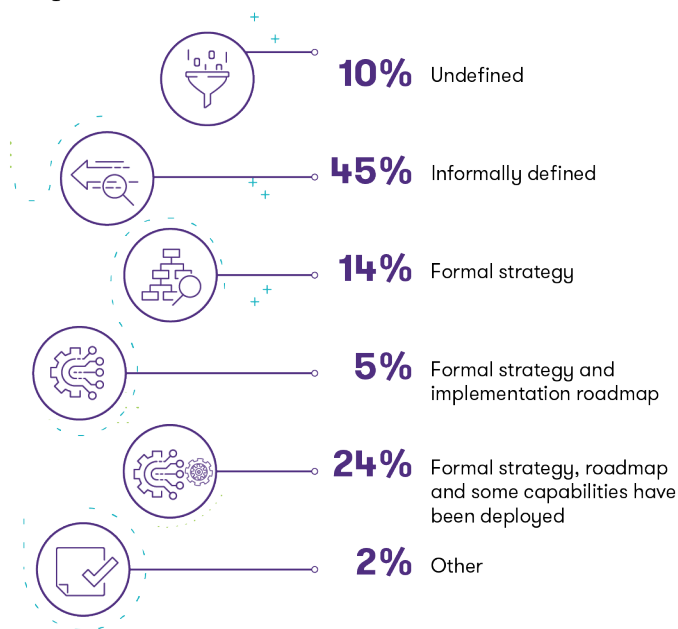 10% Undefined
45% Informally defined
14% Formal strategy
5% Formal strategy and
implementation roadmap
24% Formal strategy, roadmap
and some capabilities have
been deployed
2% Other